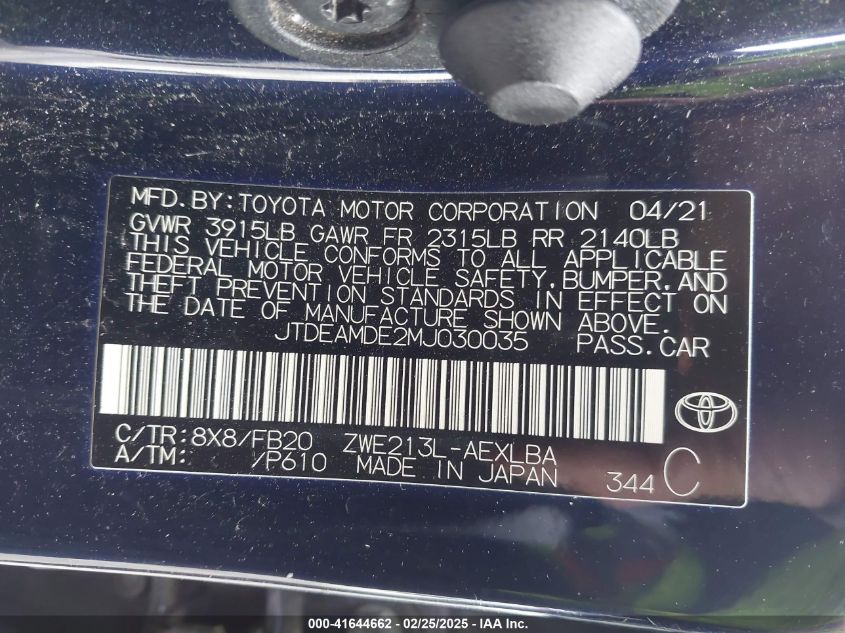 MFD.BY:TOYOTA MOTOR CORPORATION 04/21
GVWR 3915LB GAWR FR 2315LB RR 2140LB
THIS VEHICLE CONFORMS TO ALL APPLICABLE
FEDERAL MOTOR VEHICLE SAFETY,BUMPER,AND
THEFT PREVENTION STANDARDS IN EFFECT ON
THE DATE OF MANUFACTURE SHOWN ABOVE.
JTDEAMDE2MJ030035 PASS.CAR
C/TR:8X8/FB20 ZWE213L-AEXLBA
A/TM: /P610 MADE IN JAPAN 344 C
000-41644662 / 02/25/2025 - IAA Inc.